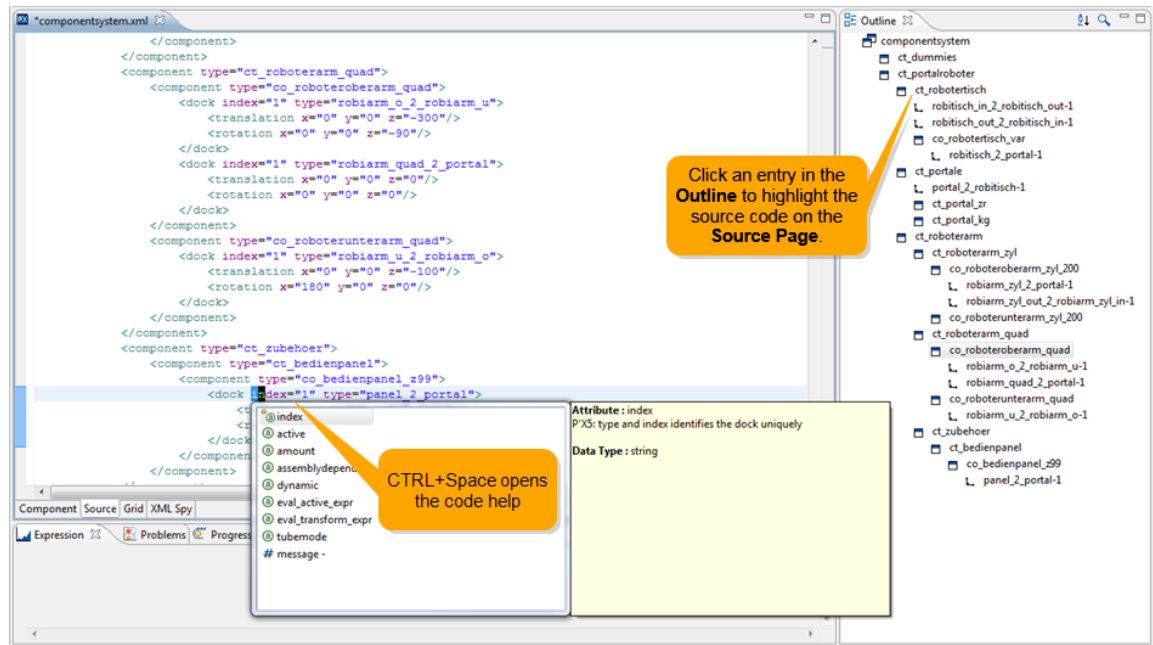 *componentsystem.xml
</component>
</component>
<component type="ct_roboterarm_quad">
<component type="co_roboteroberarm_quad">
<dock index="1" type="robiarm_o_2_robiarm_u">
<translation x="0" y="0" z="-300"/>
<rotation x="0" y="0" z="-90"/>
</dock>
<dock index="1" type="robiarm_quad_2_portal">
<translation x="0" y="0" z="0"/>
<rotation x="0" y="0" z="0"/>
</dock>
</component>
<component type="co_roboterunterarm_quad">
<dock index="1" type="robiarm_u_2_robiarm_o">
<translation x="0" y="0" z="-100"/>
<rotation x="180" y="0" z="0"/>
</dock>
</component>
</component>
<component type="ct_zubehoer">
<component type="ct_bedienpanel">
<component type="co_bedienpanel_z99">
<dock index="1" type="panel_2_portal">
<t
<r
</dock
</componen
</component>
index
active
amount
assemblydepend
dynamic
eval_active_expr
eval_transform_expr
tubemode
# message -
Attribute : index
P'X5: type and index identifies the dock uniquely
Data Type : string
CTRL+Space opens
the code help
Component Source Grid XML Spy
Expression Problems Progress
Click an entry in the
Outline to highlight the
source code on the
Source Page.
Outline
componentsystem
ct_dummies
ct_portalroboter
ct_robotertisch
robitisch_in_2_robitisch_out-1
robitisch_out_2_robitisch_in-1
co_robotertisch_var
robitisch_2_portal-1
ct_portale
portal_2_robitisch-1
ct_portal_zr
ct_portal_kg
ct_roboterarm
ct_roboterarm_zyl
co_roboteroberarm_zyl_200
robiarm_zyl_2_portal-1
robiarm_zyl_out_2_robiarm_zyl_in-1
co_roboterunterarm_zyl_200
ct_roboterarm_quad
co_roboteroberarm_quad
robiarm_o_2_robiarm_u-1
robiarm_quad_2_portal-1
co_roboterunterarm_quad
robiarm_u_2_robiarm_o-1
ct_zubehoer
ct_bedienpanel
co_bedienpanel_z99
panel_2_portal-1